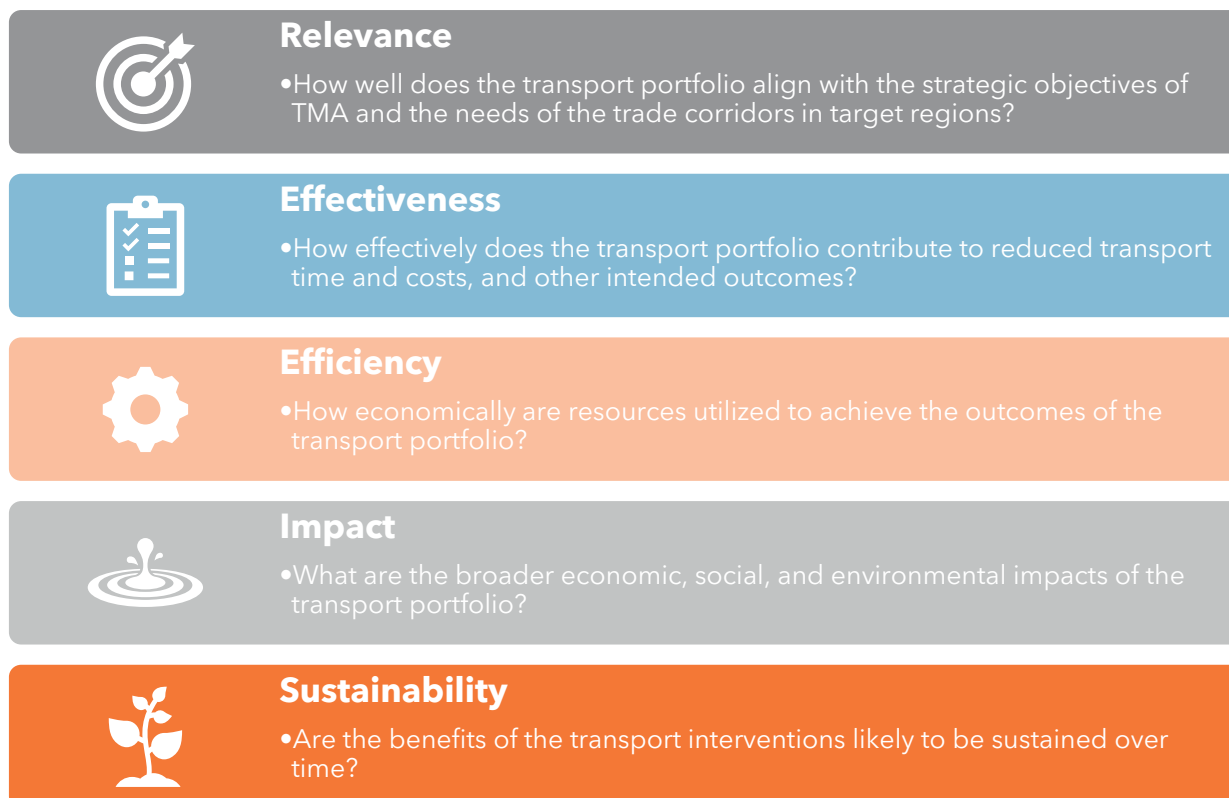 Relevance
•How well does the transport portfolio align with the strategic objectives of
TMA and the needs of the trade corridors in target regions?
Effectiveness
•How effectively does the transport portfolio contribute to reduced transport
time and costs, and other intended outcomes?
Efficiency
•How economically are resources utilized to achieve the outcomes of the
transport portfolio?
Impact
•What are the broader economic, social, and environmental impacts of the
transport portfolio?
Sustainability
•Are the benefits of the transport interventions likely to be sustained over
time?